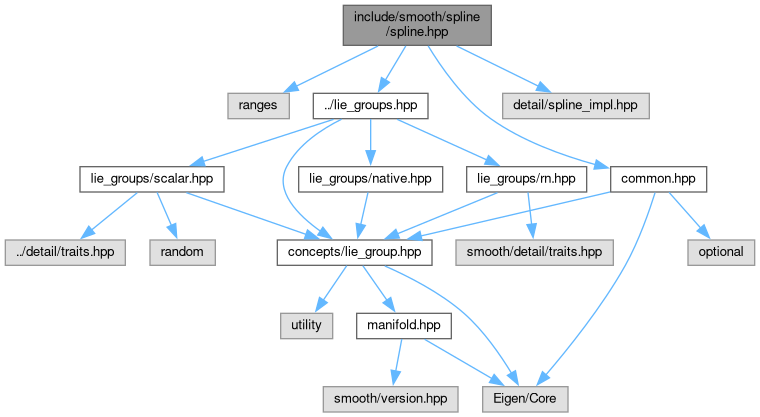 include/smooth/spline
/spline.hpp
ranges
../lie_groups.hpp
detail/spline_impl.hpp
lie_groups/scalar.hpp
lie_groups/native.hpp
lie_groups/rn.hpp
common.hpp
../detail/traits.hpp
random
concepts/lie_group.hpp
smooth/detail/traits.hpp
optional
utility
manifold.hpp
smooth/version.hpp
Eigen/Core